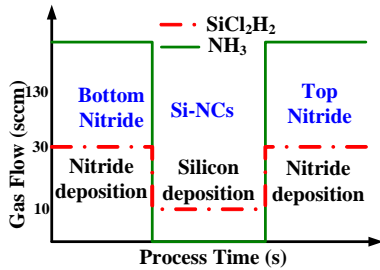 SiCl2H2
NH3
Gas Flow (sccm)
130
30
10
Bottom
Nitride
Si-NCs
Top
Nitride
Nitride
deposition
Silicon
deposition
Nitride
deposition
Process Time (s)